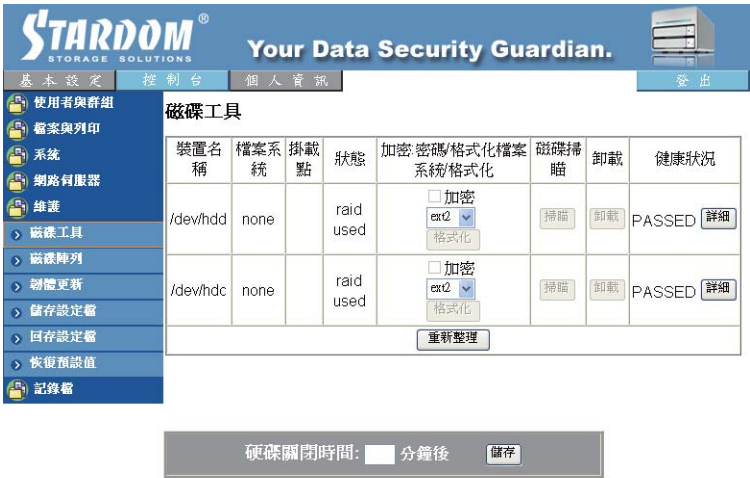 STARDOM®
STORAGE SOLUTIONS
Your Data Security Guardian.
基本設定
控制台
個人資訊
登出
使用者與群組
檔案與列印
系統
網路伺服器
維護
磁碟工具
磁碟陣列
韌體更新
儲存設定檔
回存設定檔
恢復預設值
記錄檔
磁碟工具
裝置名稱
檔案系統
掛載點
狀態
加密:密碼/格式化檔案系統/格式化
磁碟掃瞄
卸載
健康狀況
/dev/hdd
none
raid used
加密
ext2
格式化
掃瞄
卸載
PASSED
詳細
/dev/hdc
none
raid used
加密
ext2
格式化
掃瞄
卸載
PASSED
詳細
重新整理
硬碟關閉時間:
分鐘後
儲存